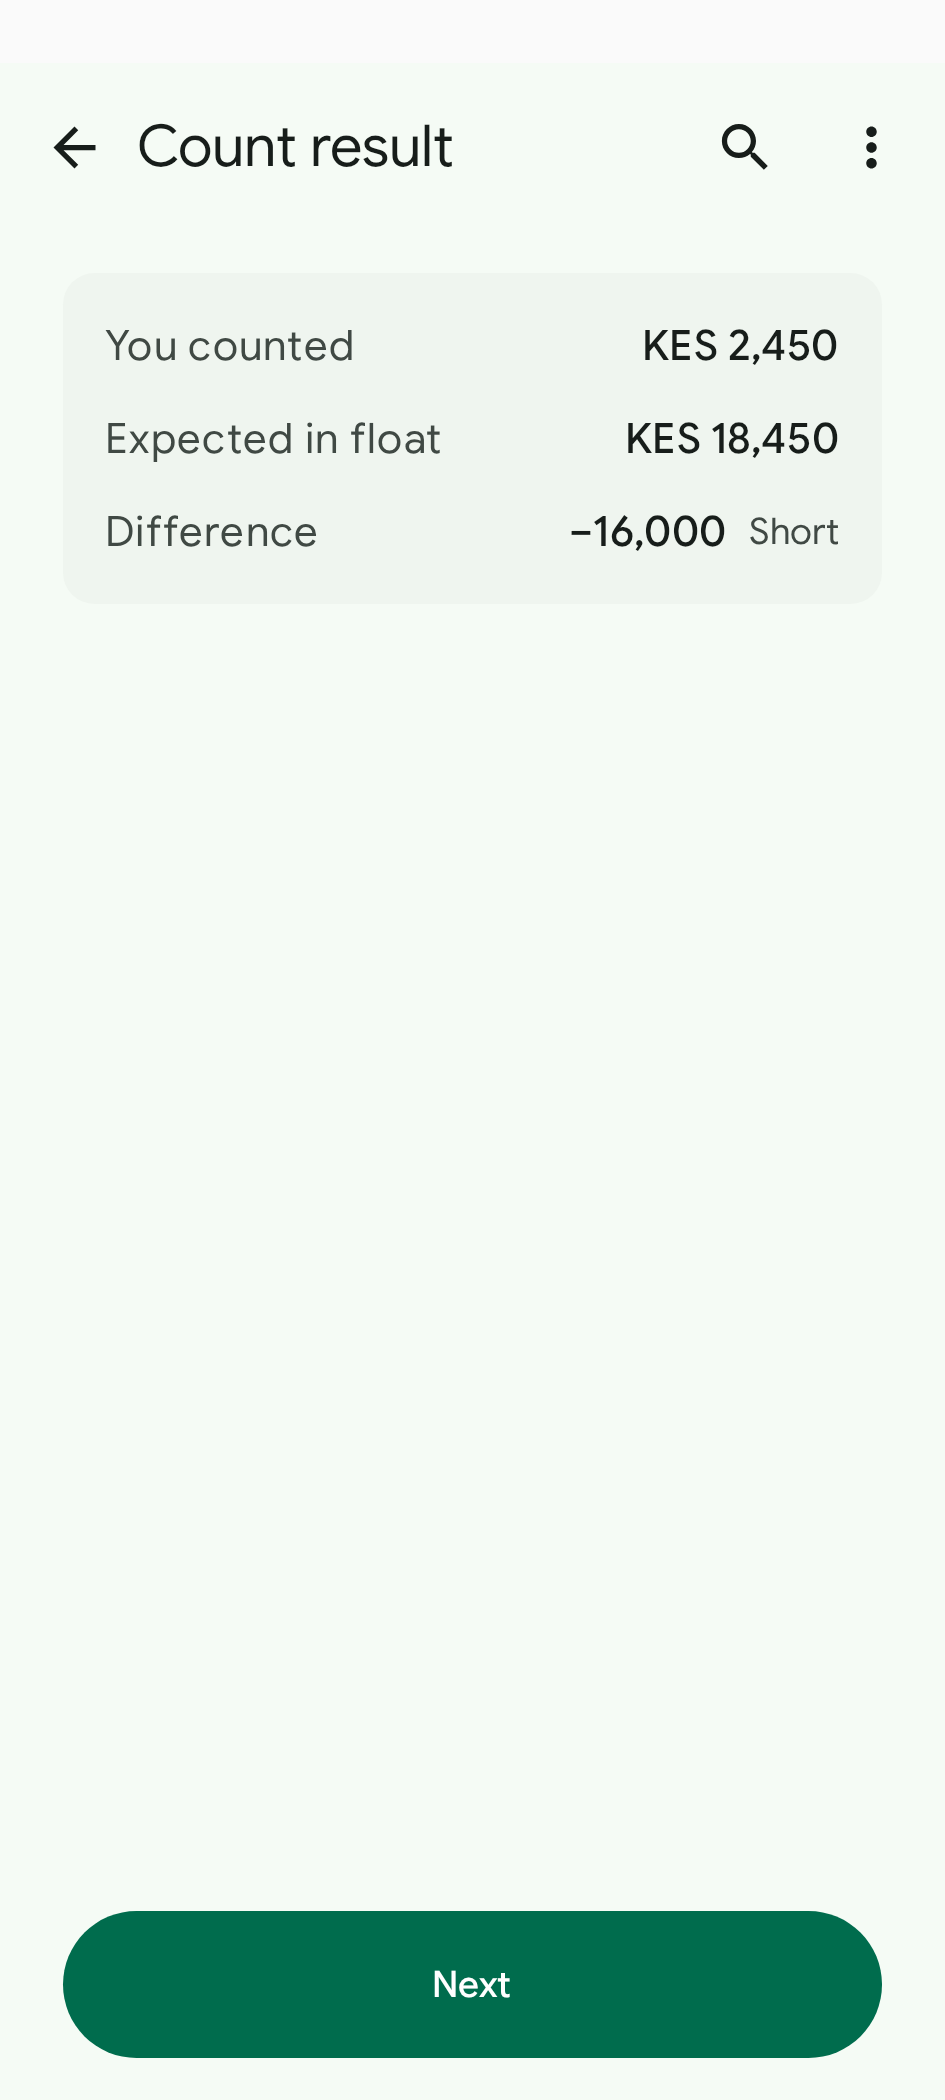 Count result
You counted KES 2,450
Expected in float KES 18,450
Difference −16,000 Short
Next